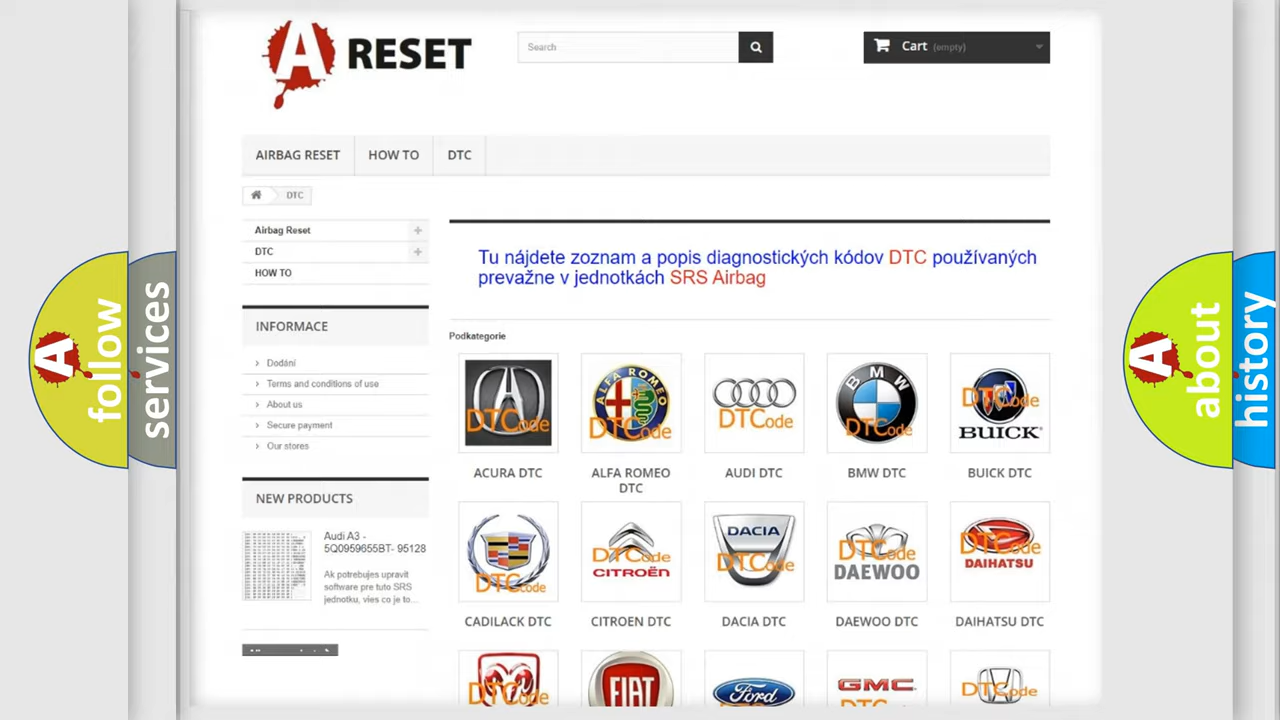 A RESET
Search
Cart (empty)
AIRBAG RESET
HOW TO
DTC
DTC
Airbag Reset
DTC
HOW TO
Tu nájdete zoznam a popis diagnostických kódov DTC používaných
prevažne v jednotkách SRS Airbag
INFORMACE
Dodání
Terms and conditions of use
About us
Secure payment
Our stores
NEW PRODUCTS
Audi A3 -
5Q0959655BT- 95128
Ak potrebujes upravit
software pre tuto SRS
jednotku, vies co je to...
Podkategorie
DTCode
ALFA ROMEO
DTCode
DTCode
BMW
DTCode
DTCode
BUICK
ACURA DTC
ALFA ROMEO
DTC
AUDI DTC
BMW DTC
BUICK DTC
DTCode
DTCode
CITROËN
DACIA
DTCode
DTCode
DAEWOO
DTCode
DAIHATSU
CADILACK DTC
CITROEN DTC
DACIA DTC
DAEWOO DTC
DAIHATSU DTC
DTCode
FIAT
Ford
GMC
DTCode
A follow
services
A about
history